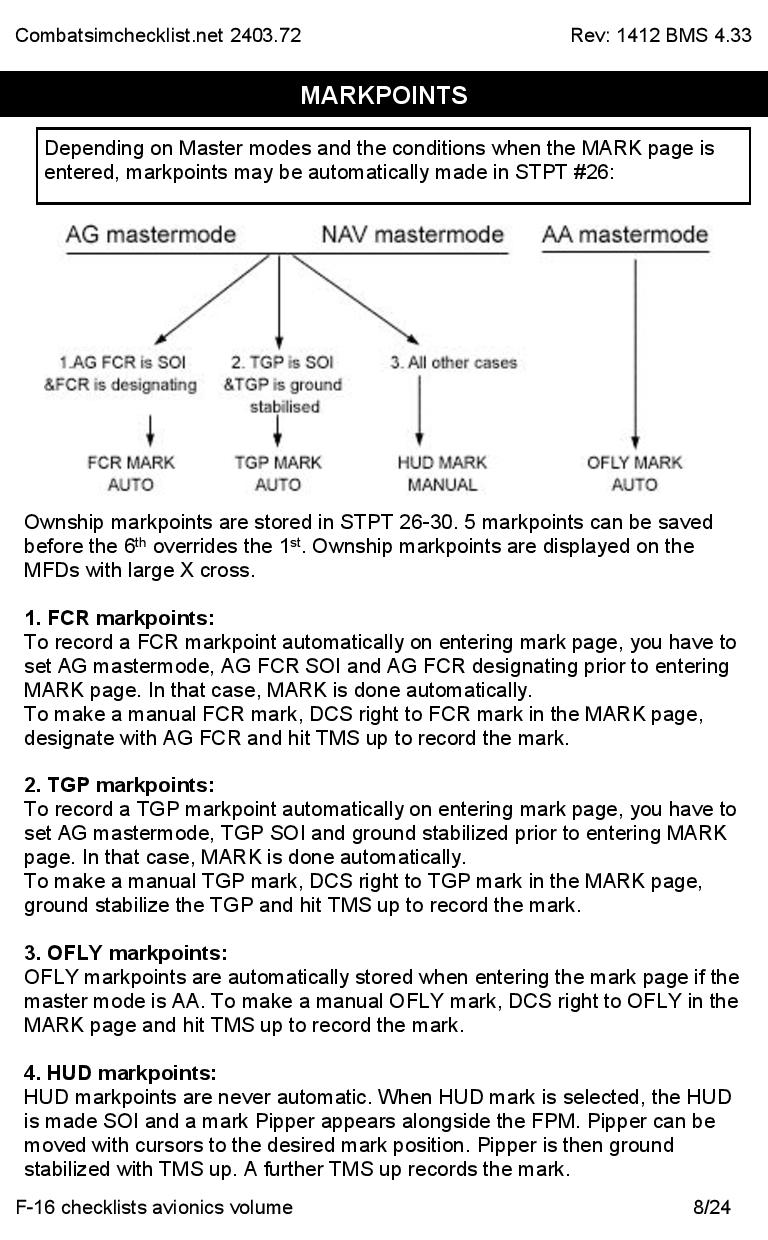 Combatsimchecklist.net 2403.72 Rev: 1412 BMS 4.33
MARKPOINTS
Depending on Master modes and the conditions when the MARK page is
entered, markpoints may be automatically made in STPT #26:
AG mastermode NAV mastermode AA mastermode
1.AG FCR is SOI 2. TGP is SOI 3. All other cases
&FCR is designating &TGP is ground
stabilised
FCR MARK TGP MARK HUD MARK OFLY MARK
AUTO AUTO MANUAL AUTO
Ownship markpoints are stored in STPT 26-30. 5 markpoints can be saved
before the 6th overrides the 1st. Ownship markpoints are displayed on the
MFDs with large X cross.
1. FCR markpoints:
To record a FCR markpoint automatically on entering mark page, you have to
set AG mastermode, AG FCR SOI and AG FCR designating prior to entering
MARK page. In that case, MARK is done automatically.
To make a manual FCR mark, DCS right to FCR mark in the MARK page,
designate with AG FCR and hit TMS up to record the mark.
2. TGP markpoints:
To record a TGP markpoint automatically on entering mark page, you have to
set AG mastermode, TGP SOI and ground stabilized prior to entering MARK
page. In that case, MARK is done automatically.
To make a manual TGP mark, DCS right to TGP mark in the MARK page,
ground stabilize the TGP and hit TMS up to record the mark.
3. OFLY markpoints:
OFLY markpoints are automatically stored when entering the mark page if the
master mode is AA. To make a manual OFLY mark, DCS right to OFLY in the
MARK page and hit TMS up to record the mark.
4. HUD markpoints:
HUD markpoints are never automatic. When HUD mark is selected, the HUD
is made SOI and a mark Pipper appears alongside the FPM. Pipper can be
moved with cursors to the desired mark position. Pipper is then ground
stabilized with TMS up. A further TMS up records the mark.
F-16 checklists avionics volume 8/24